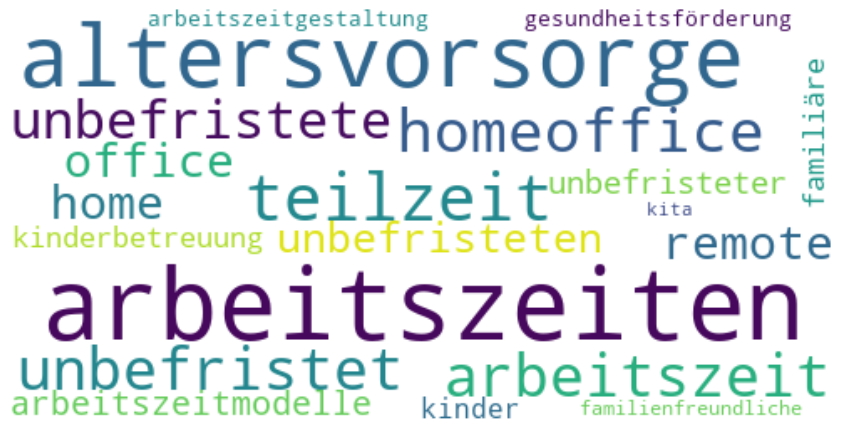 arbeitszeitgestaltung
gesundheitsförderung
altersvorsorge
familiäre
unbefristete
homeoffice
office
home
teilzeit
unbefristeter
kita
kinderbetreuung
unbefristeten
remote
arbeitszeiten
unbefristet
arbeitszeit
arbeitszeitmodelle
kinder
familienfreundliche